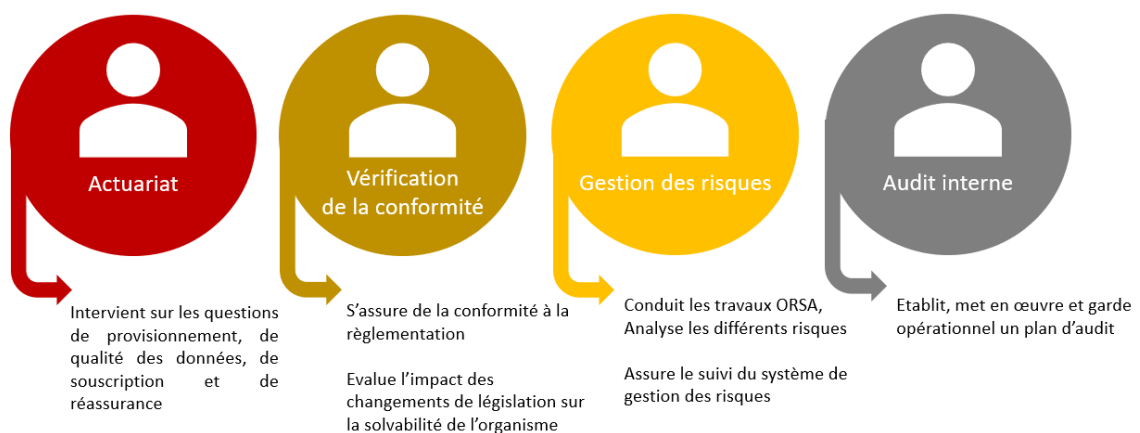 Actuariat
Intervient sur les questions
de provisionnement, de
qualité des données, de
souscription et de
réassurance
Vérification
de la conformité
S’assure de la conformité à la
règlementation
Evalue l’impact des
changements de législation sur
la solvabilité de l’organisme
Gestion des risques
Conduit les travaux ORSA,
Analyse les différents risques
Assure le suivi du système de
gestion des risques
Audit interne
Etablit, met en œuvre et garde
opérationnel un plan d’audit